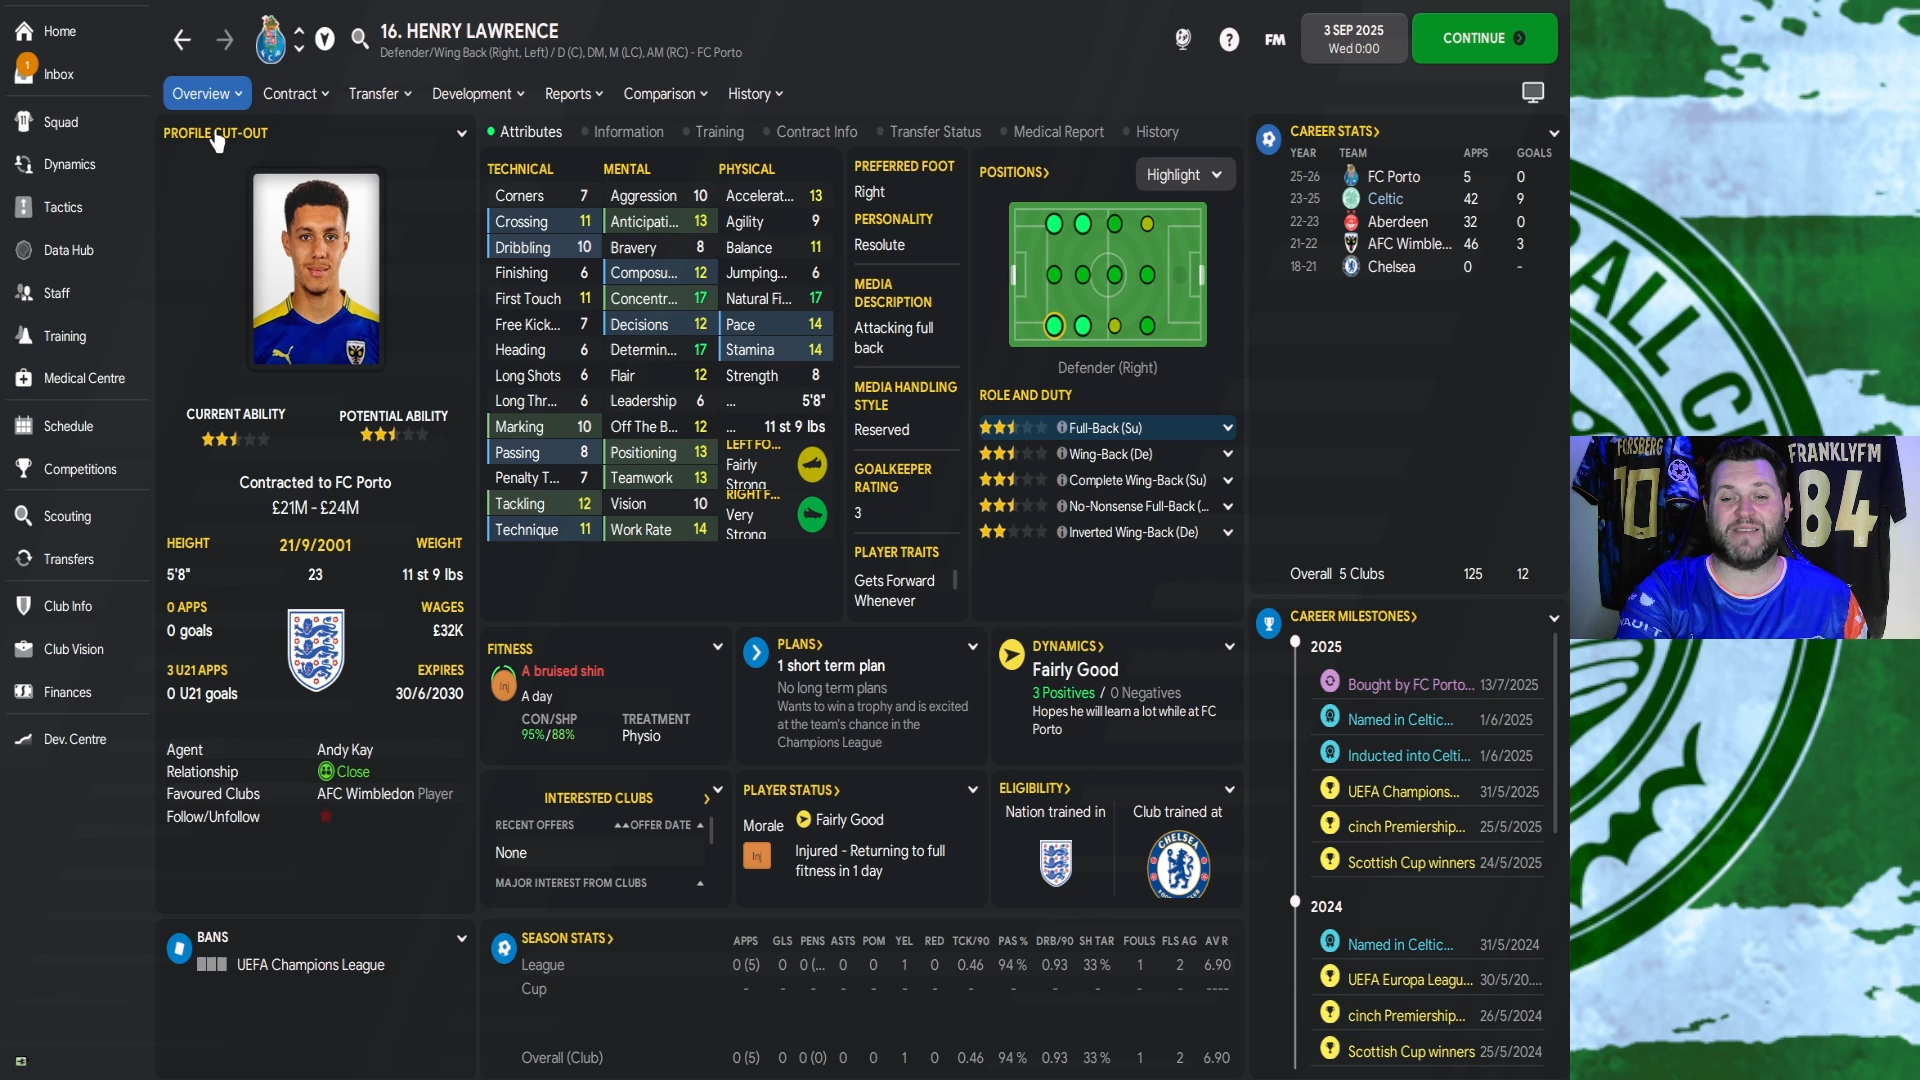 Home
1
Inbox
Squad
Dynamics
Tactics
Data Hub
Staff
Training
Medical Centre
Schedule
Competitions
Scouting
Transfers
Club Info
Club Vision
Finances
Dev. Centre
16. HENRY LAWRENCE
Defender/Wing Back (Right, Left) / D (C), DM, M (LC), AM (RC) - FC Porto
FM
3 SEP 2025
Wed 0:00
CONTINUE
Overview Contract Transfer Development Reports Comparison History
PROFILE CUT-OUT
CURRENT ABILITY POTENTIAL ABILITY
Contracted to FC Porto
£21M - £24M
HEIGHT 21/9/2001 WEIGHT
5'8" 23 11 st 9 lbs
0 APPS WAGES
0 goals £32K
3 U21 APPS EXPIRES
0 U21 goals 30/6/2030
Agent Andy Kay
Relationship Close
Favoured Clubs AFC Wimbledon Player
Follow/Unfollow
BANS
UEFA Champions League
Attributes Information Training Contract Info Transfer Status Medical Report History
TECHNICAL MENTAL PHYSICAL
Corners 7 Aggression 10 Accelerat... 13
Crossing 11 Anticipati... 13 Agility 9
Dribbling 10 Bravery 8 Balance 11
Finishing 6 Composu... 12 Jumping... 6
First Touch 11 Concentr... 17 Natural Fi... 17
Free Kick... 7 Decisions 12 Pace 14
Heading 6 Determin... 17 Stamina 14
Long Shots 6 Flair 12 Strength 8
Long Thr... 6 Leadership 6 ... 5'8"
Marking 10 Off The B... 12 ... 11 st 9 lbs
Passing 8 Positioning 13 LEFT FO... Fairly Strong
Penalty T... 7 Teamwork 13
Tackling 12 Vision 10 RIGHT F... Very Strong
Technique 11 Work Rate 14
PREFERRED FOOT
Right
PERSONALITY
Resolute
MEDIA
DESCRIPTION
Attacking full
back
MEDIA HANDLING
STYLE
Reserved
GOALKEEPER
RATING
3
PLAYER TRAITS
Gets Forward
Whenever
POSITIONS
Highlight
Defender (Right)
ROLE AND DUTY
Full-Back (Su)
Wing-Back (De)
Complete Wing-Back (Su)
No-Nonsense Full-Back (...
Inverted Wing-Back (De)
FITNESS
Inj
A bruised shin
A day
CON/SHP TREATMENT
95%/88% Physio
PLANS
1 short term plan
No long term plans
Wants to win a trophy and is excited
at the team's chance in the
Champions League
DYNAMICS
Fairly Good
3 Positives / 0 Negatives
Hopes he will learn a lot while at FC
Porto
INTERESTED CLUBS
RECENT OFFERS OFFER DATE
None
MAJOR INTEREST FROM CLUBS
PLAYER STATUS
Morale Fairly Good
Inj Injured - Returning to full
fitness in 1 day
ELIGIBILITY
Nation trained in Club trained at
CHELSEA
SEASON STATS APPS GLS PENS ASTS POM YEL RED TCK/90 PAS % DRB/90 SH TAR FOULS FLS AG AV R
League 0 (5) 0 0 (... 0 0 1 0 0.46 94 % 0.93 33 % 1 2 6.90
Cup - - - - - - - - - - - - - ----
Overall (Club) 0 (5) 0 0 (0) 0 0 1 0 0.46 94 % 0.93 33 % 1 2 6.90
CAREER STATS
YEAR TEAM APPS GOALS
25-26 FC Porto 5 0
23-25 Celtic 42 9
22-23 Aberdeen 32 0
21-22 AFC Wimble... 46 3
18-21 Chelsea 0 -
Overall 5 Clubs 125 12
CAREER MILESTONES
2025
Bought by FC Porto... 13/7/2025
Named in Celtic... 1/6/2025
Inducted into Celti... 1/6/2025
UEFA Champions... 31/5/2025
cinch Premiership... 25/5/2025
Scottish Cup winners 24/5/2025
2024
Named in Celtic... 31/5/2024
UEFA Europa Leagu... 30/5/20....
cinch Premiership... 26/5/2024
Scottish Cup winners 25/5/2024
ALL CL
FORSBERG
10
FRANKLYFM
84